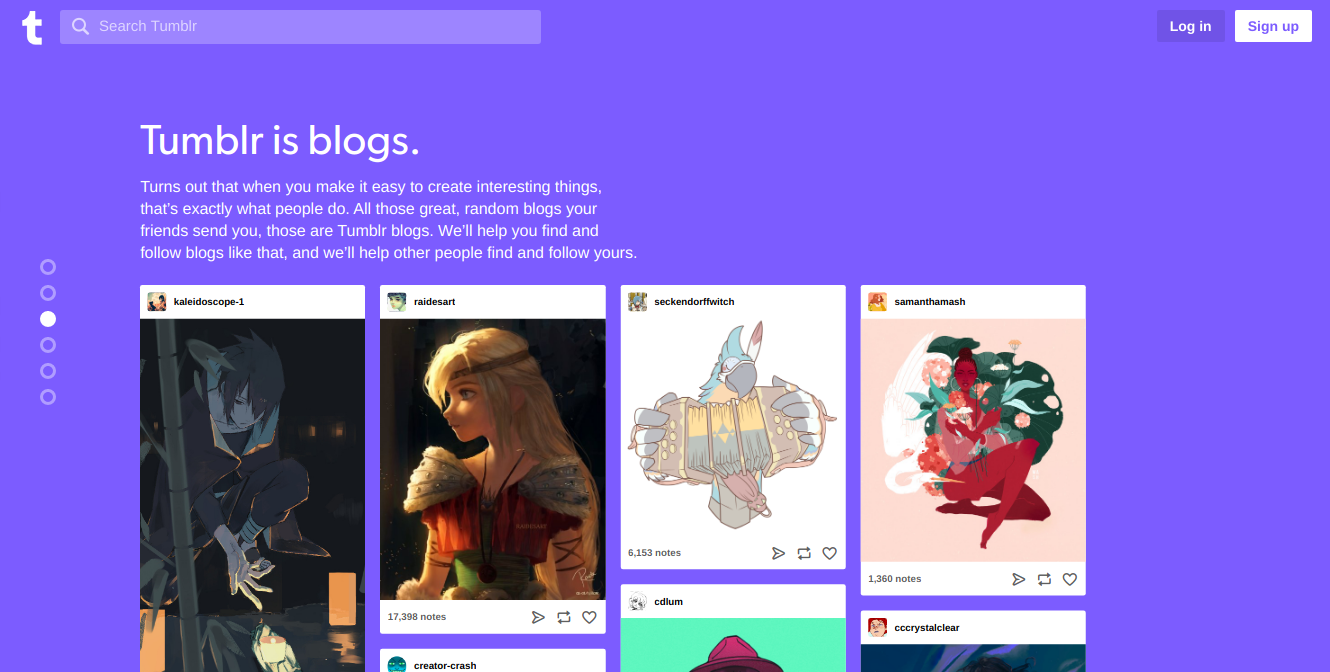 t
Search Tumblr
Log in
Sign up
Tumblr is blogs.
Turns out that when you make it easy to create interesting things,
that's exactly what people do. All those great, random blogs your
friends send you, those are Tumblr blogs. We'll help you find and
follow blogs like that, and we'll help other people find and follow yours.
kaleidoscope-1
raidesart
seckendorffwitch
samanthamash
RAIDESART
6,153 notes
1,360 notes
cdlum
17,398 notes
cccrystalclear
creator-crash